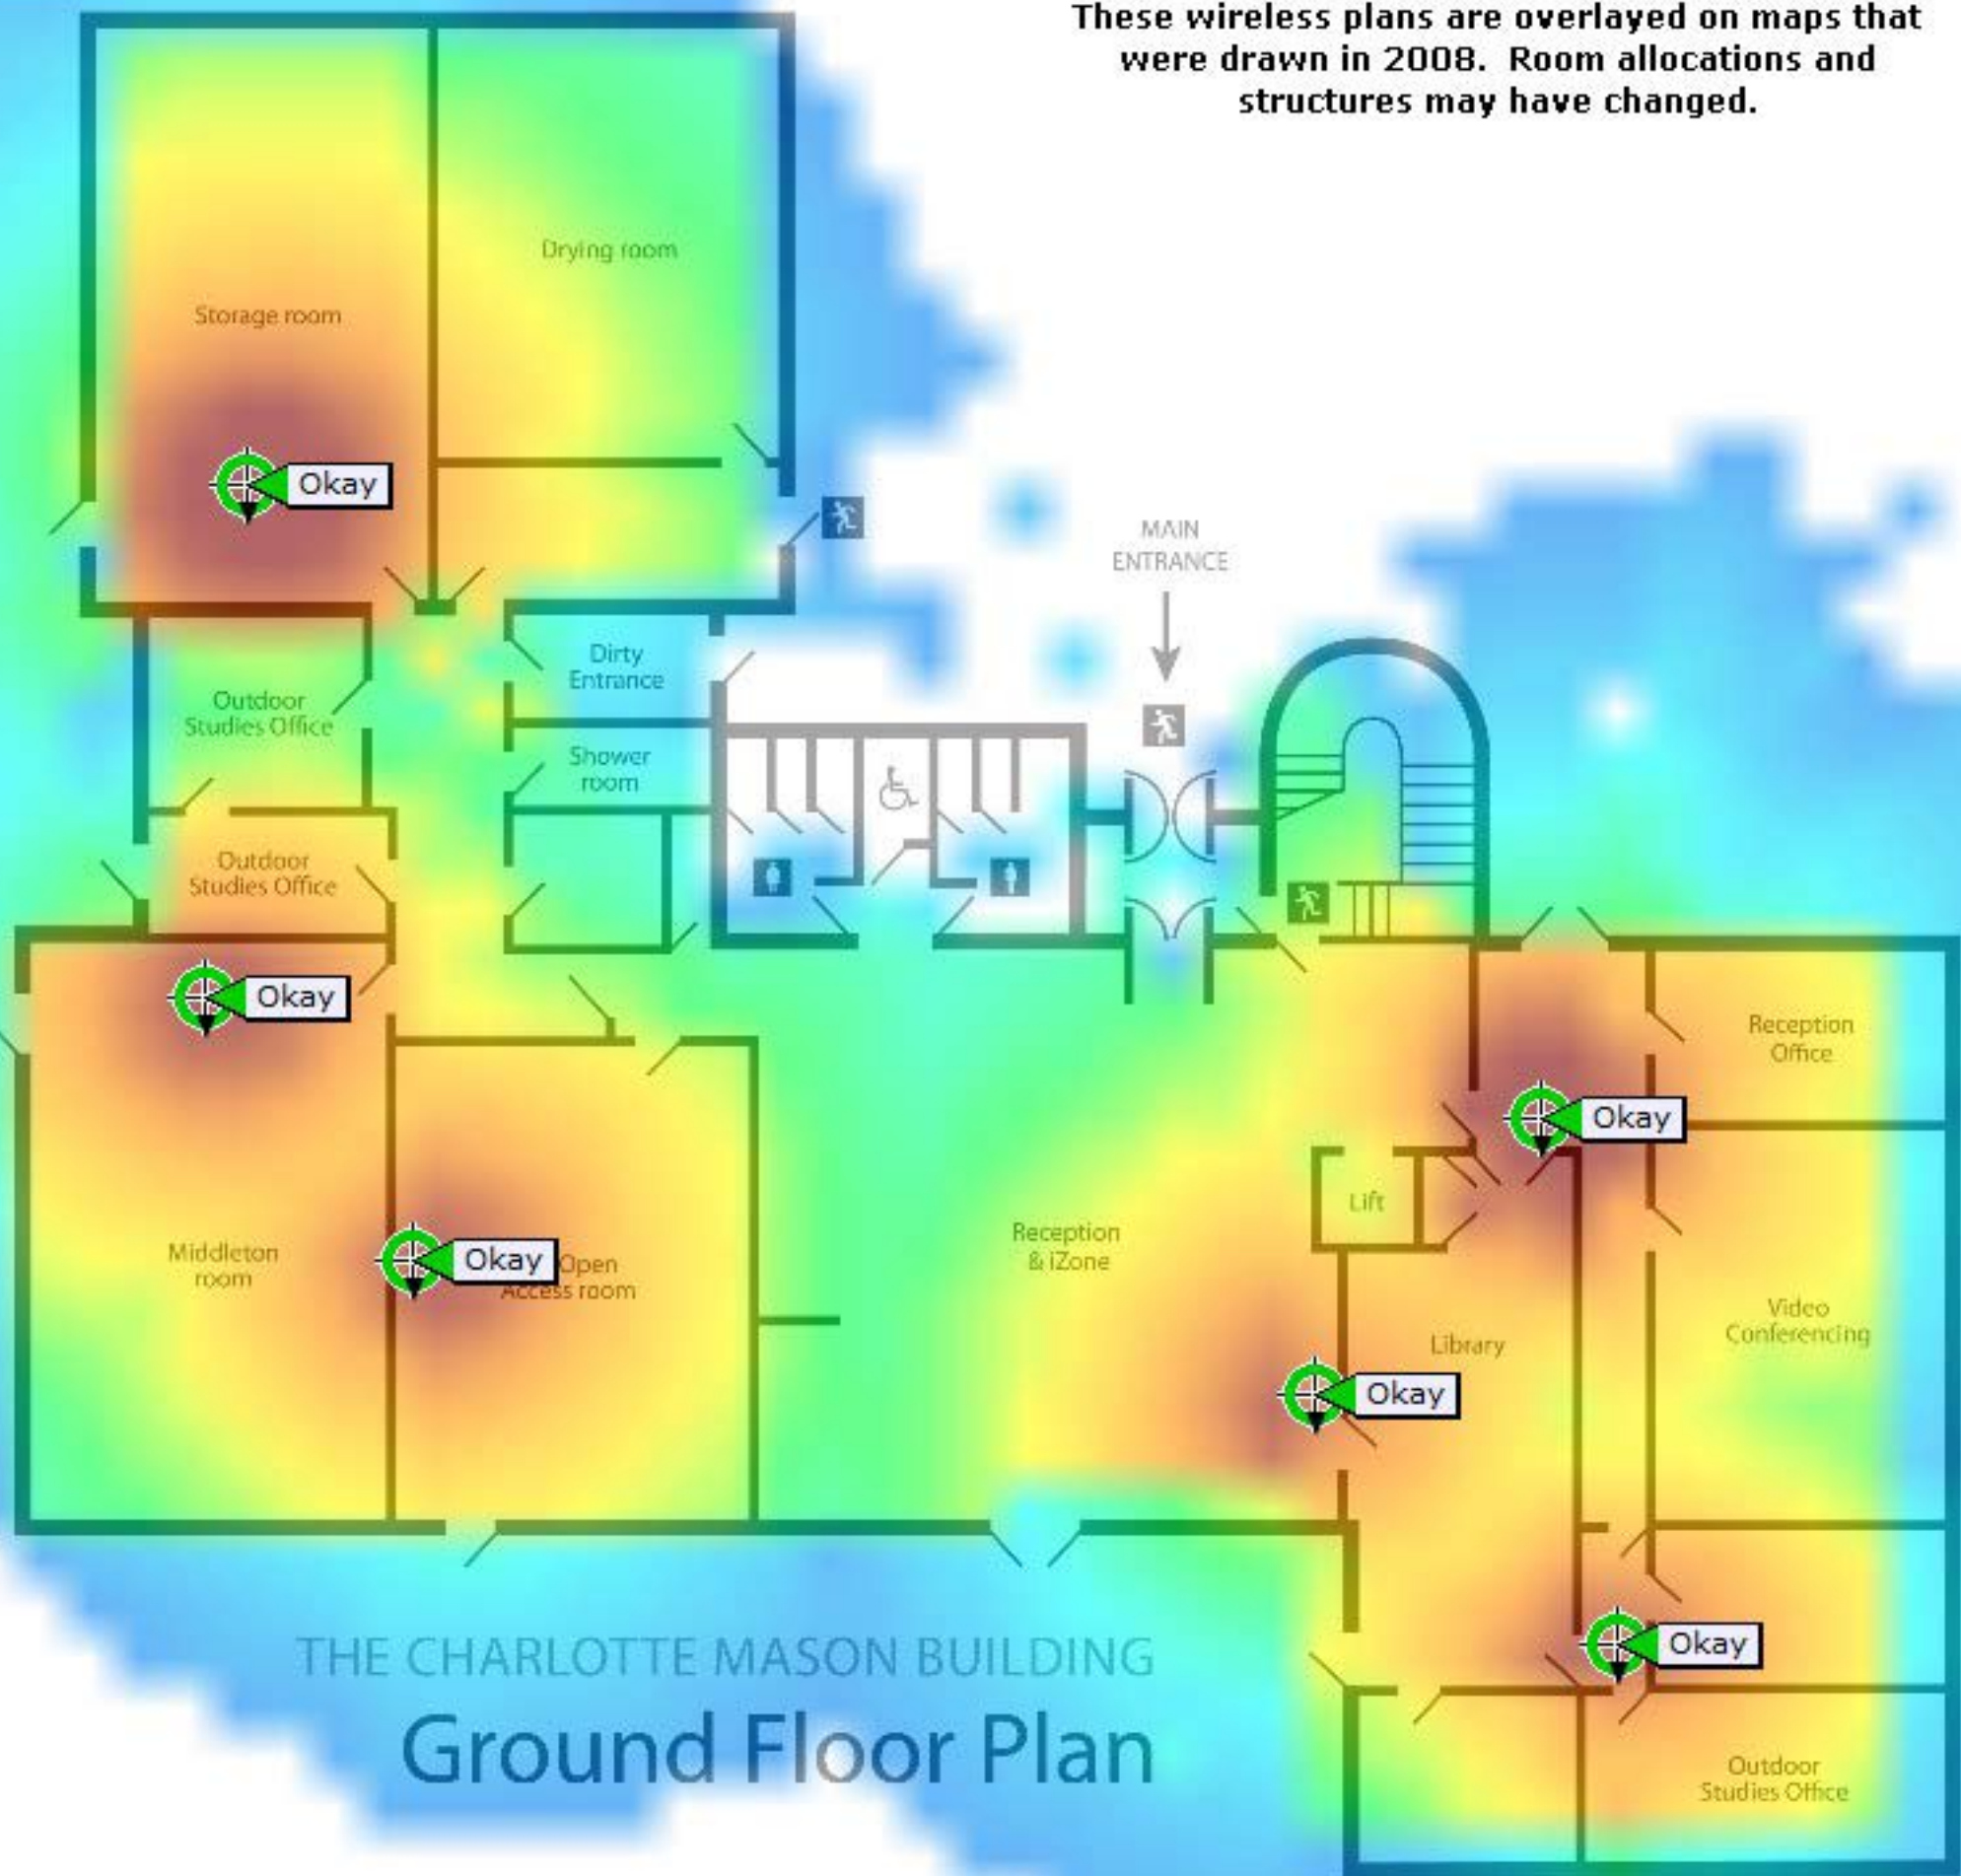 These wireless plans are overlayed on maps that
were drawn in 2008.  Room allocations and
structures may have changed.
Drying room
Storage room
Okay
MAIN
ENTRANCE
Dirty
Entrance
Outdoor
Studies Office
Shower
room
Outdoor
Studies Office
Okay
Reception
Office
Okay
Lift
Reception
& iZone
Middleton
room
Okay
Open
Access room
Video
Conferencing
Library
Okay
Okay
THE CHARLOTTE MASON BUILDING
Ground Floor Plan
Outdoor
Studies Office